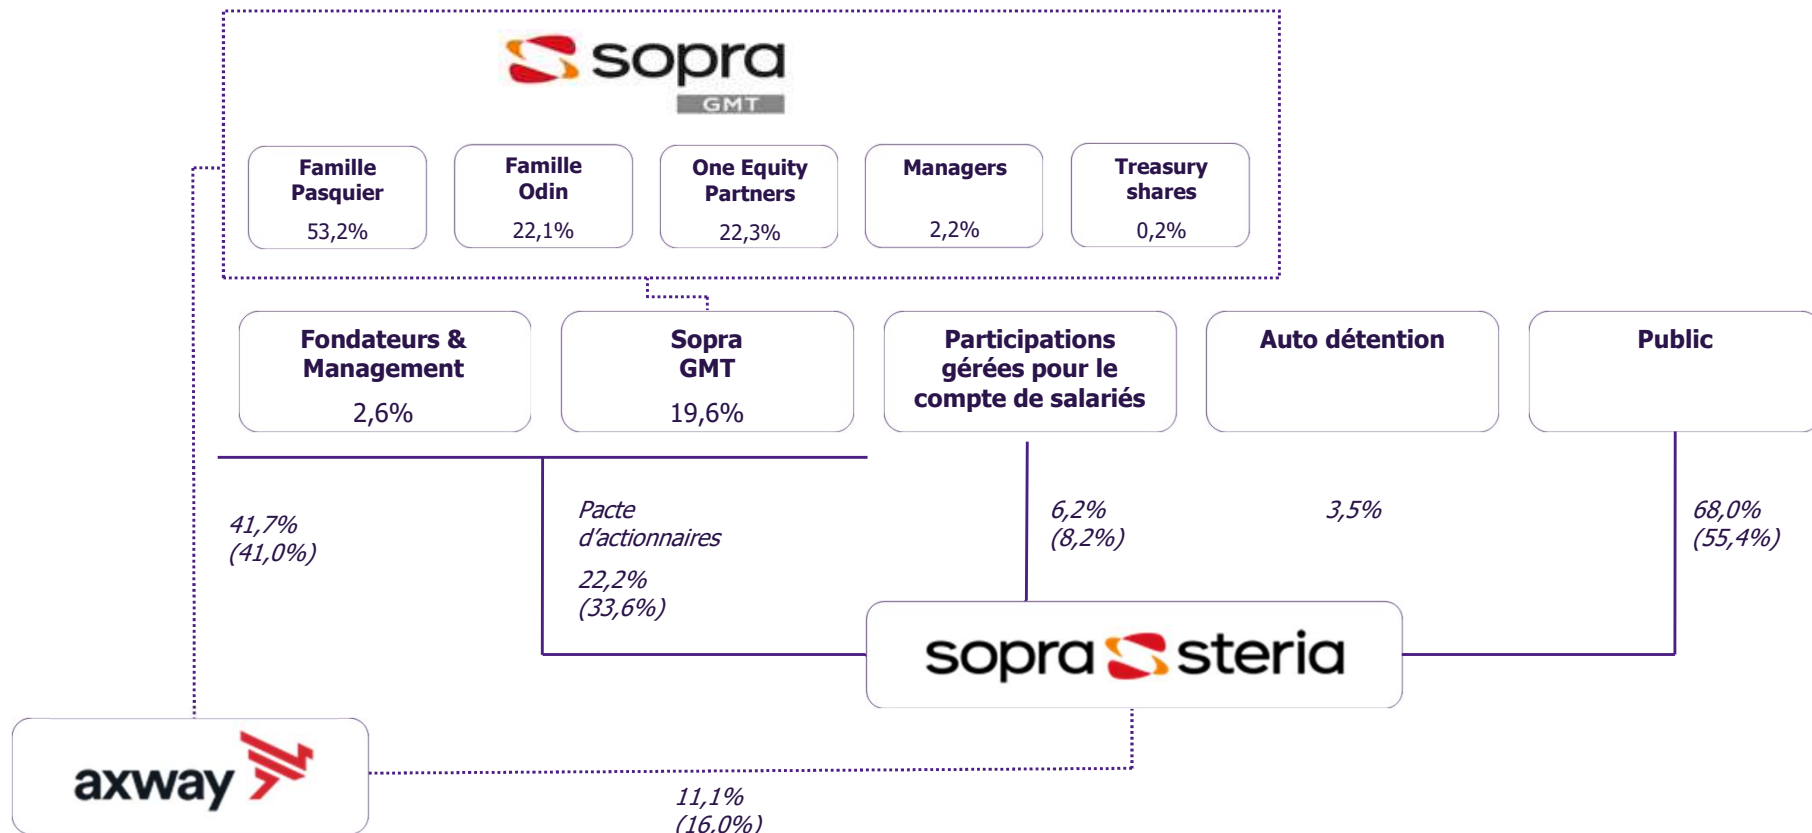 sopra
GMT
Famille
Pasquier
53,2%
Famille
Odin
22,1%
One Equity
Partners
22,3%
Managers
2,2%
Treasury
shares
0,2%
Fondateurs &
Management
2,6%
Sopra
GMT
19,6%
Participations
gérées pour le
compte de salariés
Auto détention
Public
41,7%
(41,0%)
Pacte
d'actionnaires
22,2%
(33,6%)
6,2%
(8,2%)
3,5%
68,0%
(55,4%)
sopra steria
axway
11,1%
(16,0%)